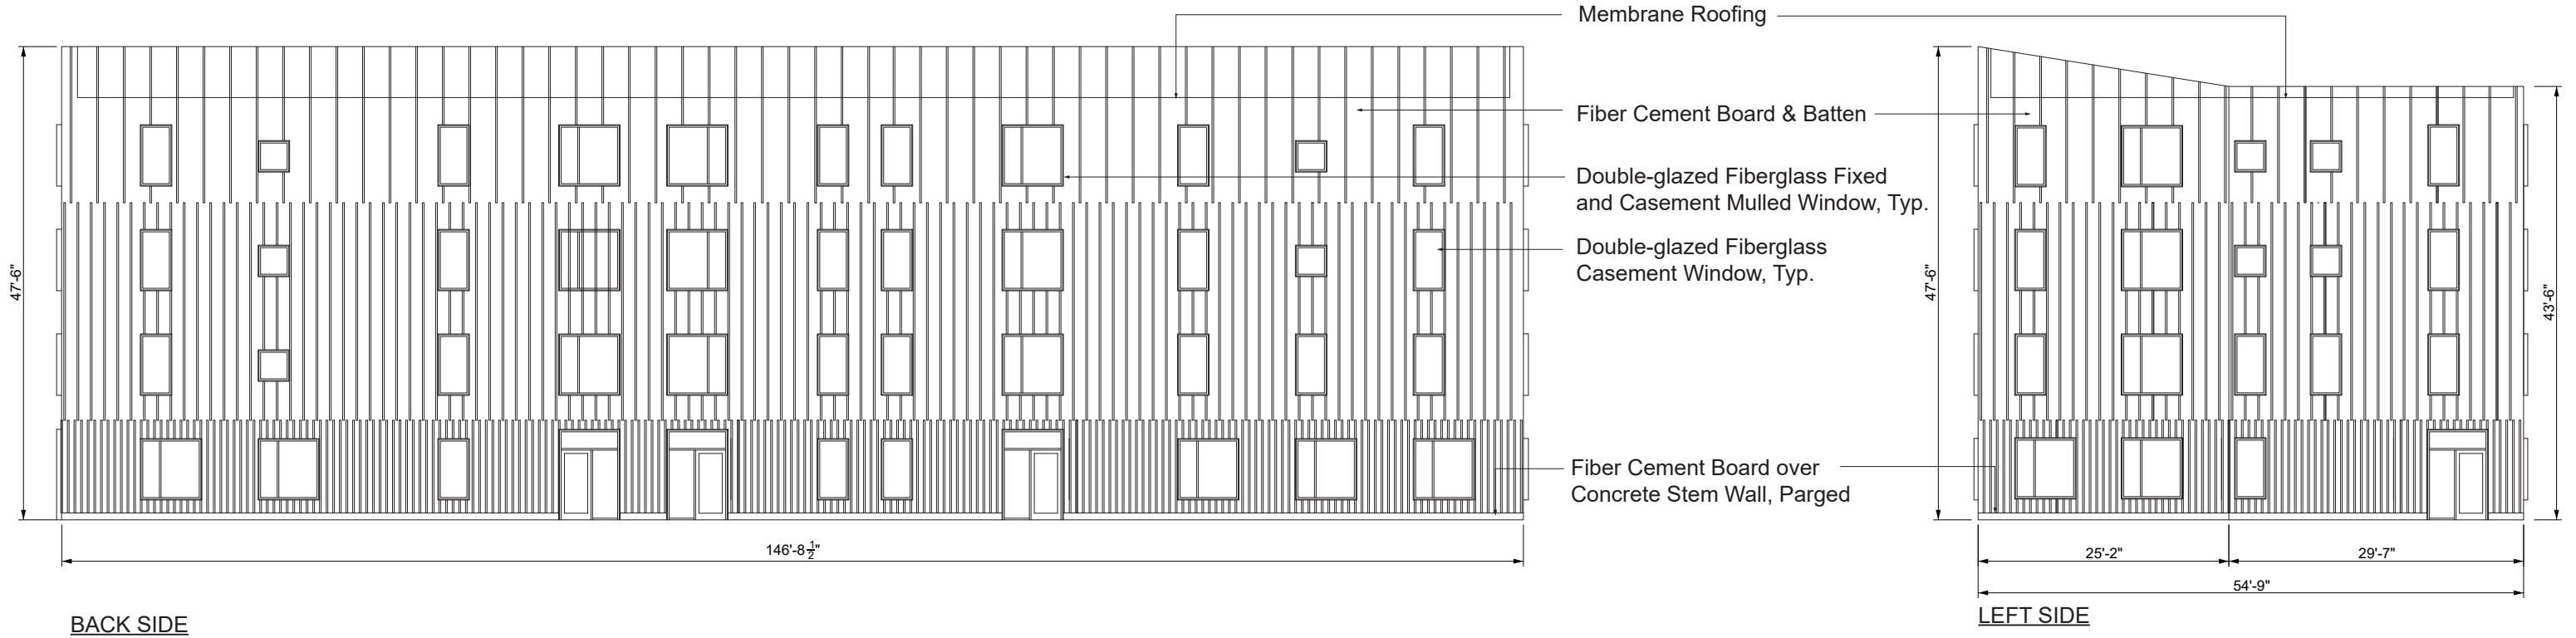 Membrane Roofing
Fiber Cement Board & Batten
Double-glazed Fiberglass Fixed
and Casement Mulled Window, Typ.
Double-glazed Fiberglass
Casement Window, Typ.
Fiber Cement Board over
Concrete Stem Wall, Parged
47'-6"
146'-8 1/2"
BACK SIDE
47'-6"
43'-6"
25'-2"
29'-7"
54'-9"
LEFT SIDE